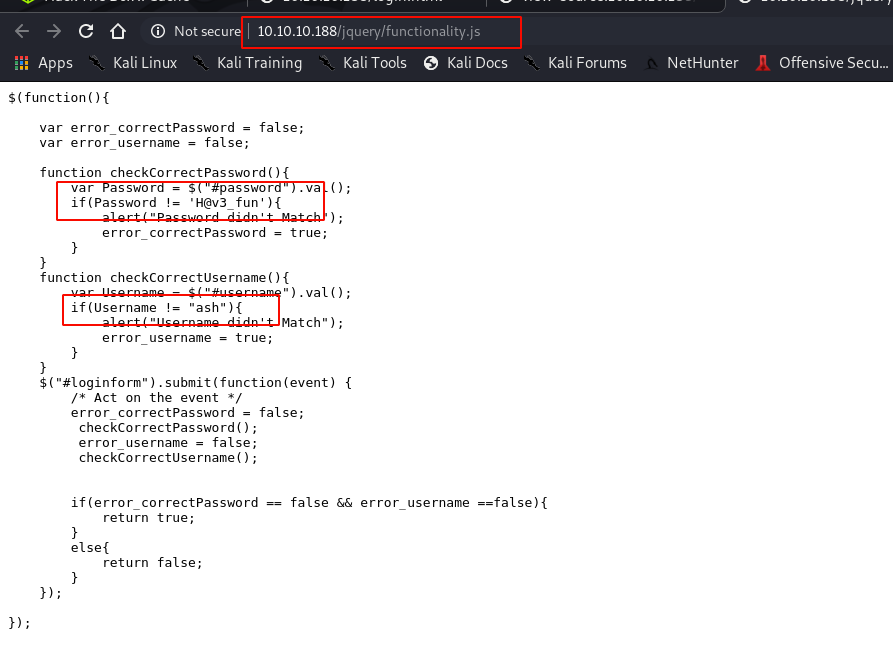 Not secure 10.10.10.188/jquery/functionality.js
Apps Kali Linux Kali Training Kali Tools Kali Docs Kali Forums NetHunter Offensive Secu...
$(function(){
var error_correctPassword = false;
var error_username = false;
function checkCorrectPassword(){
var Password = $("#password").val();
if(Password != 'H@v3_fun'){
alert("Password didn't Match");
error_correctPassword = true;
}
}
function checkCorrectUsername(){
var Username = $("#username").val();
if(Username != "ash"){
alert("Username didn't Match");
error_username = true;
}
}
$("#loginform").submit(function(event) {
/* Act on the event */
error_correctPassword = false;
checkCorrectPassword();
error_username = false;
checkCorrectUsername();
if(error_correctPassword == false && error_username ==false){
return true;
}
else{
return false;
}
});
});